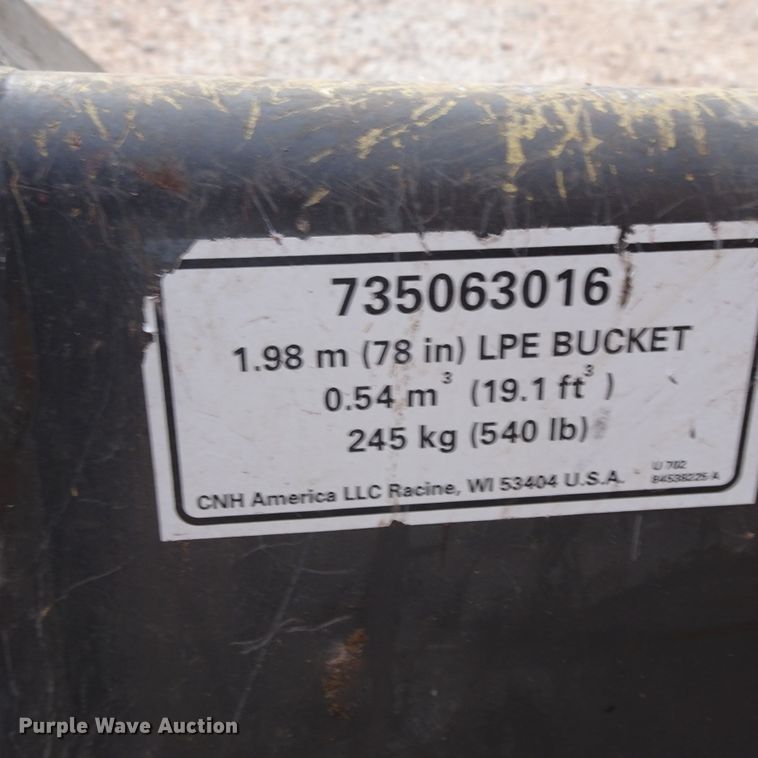 735063016
1.98 m (78 in) LPE BUCKET
0.54 m³ (19.1 ft³)
245 kg (540 lb)
CNH America LLC Racine, WI 53404 U.S.A.
U 702
84538225 A
Purple Wave Auction